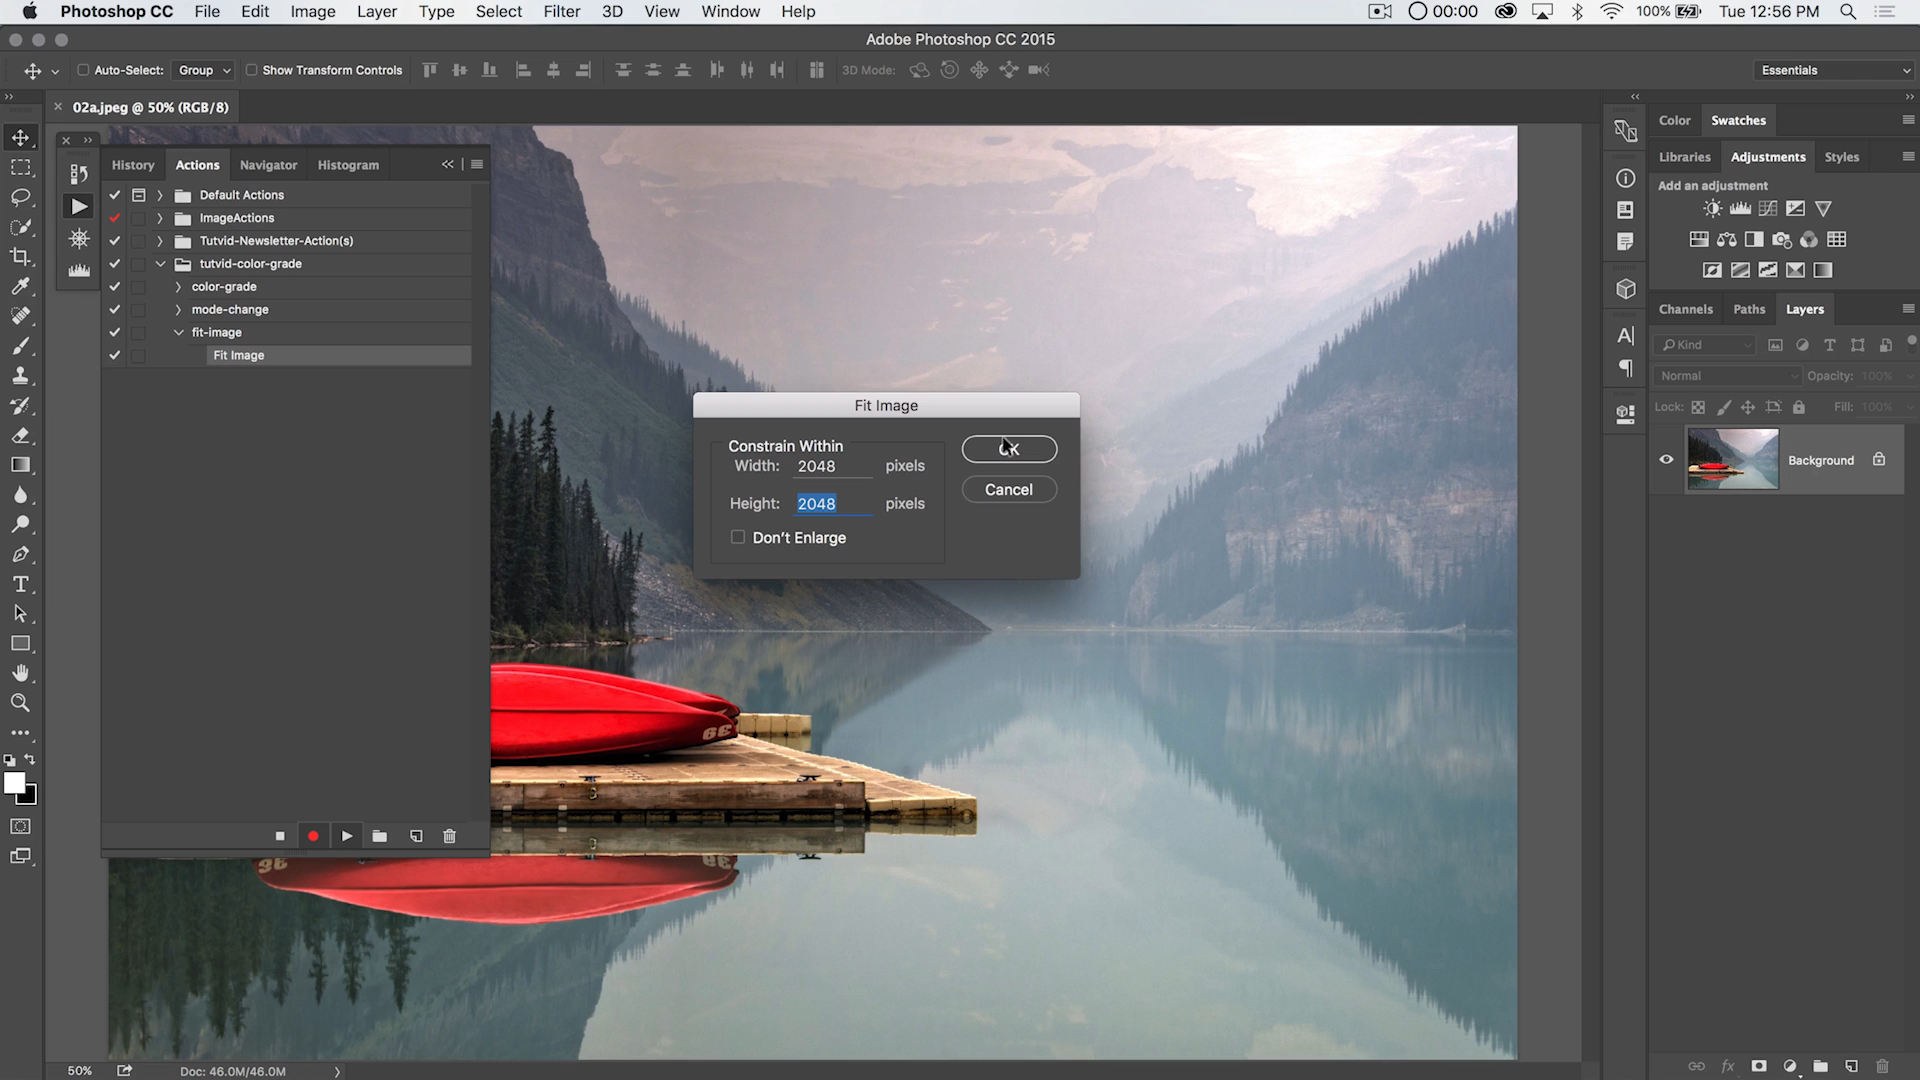 Photoshop CC File Edit Image Layer Type Select Filter 3D View Window Help 00:00 100% Tue 12:56 PM
Adobe Photoshop CC 2015
Auto-Select: Group Show Transform Controls 3D Mode: Essentials
02a.jpeg @ 50% (RGB/8)
History Actions Navigator Histogram
Default Actions
ImageActions
Tutvid-Newsletter-Action(s)
tutvid-color-grade
color-grade
mode-change
fit-image
Fit Image
Fit Image
Constrain Within
Width: 2048 pixels
Height: 2048 pixels
Don't Enlarge
Cancel
Color Swatches
Libraries Adjustments Styles
Add an adjustment
Channels Paths Layers
Kind
Normal Opacity: 100%
Lock: Fill: 100%
Background
fx
50% Doc: 46.0M/46.0M